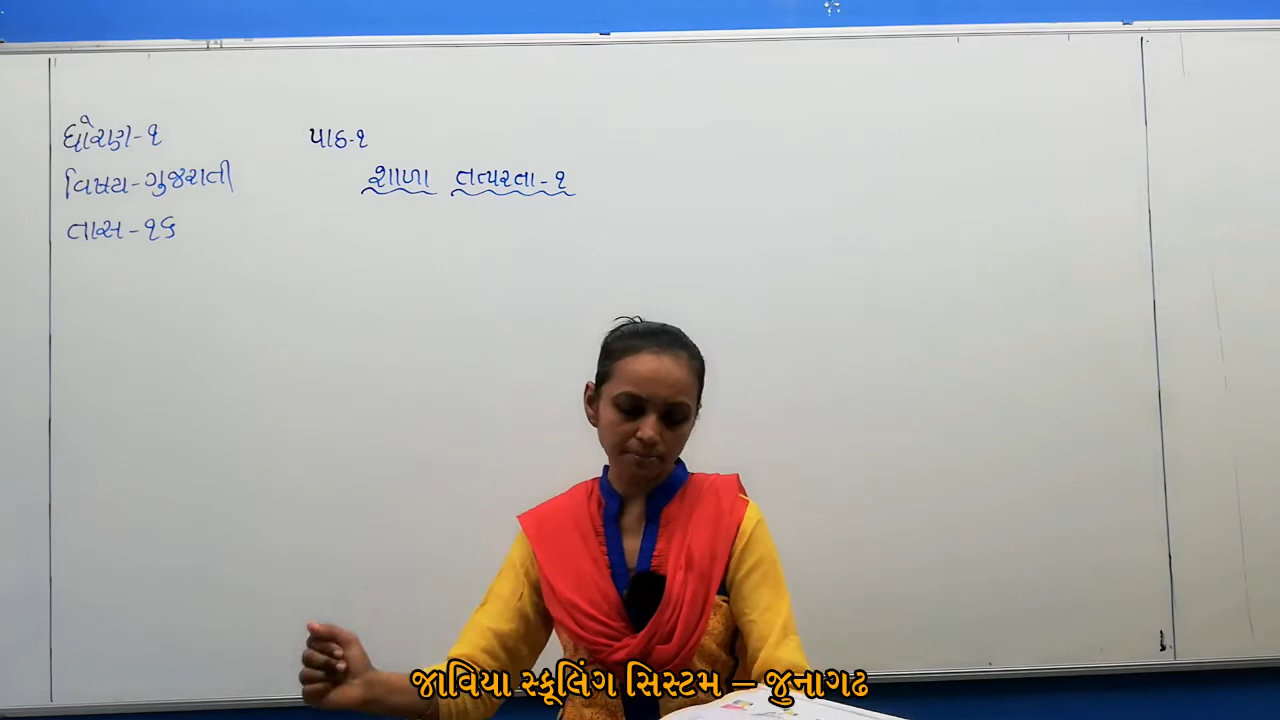 ધોરણ-૧
વિષય-ગુજરાતી
તાસ-૧૬
પાઠ-૧
શાળા તત્પરતા-૧
જાવિયા સ્કૂલિંગ સિસ્ટમ – જુનાગઢ